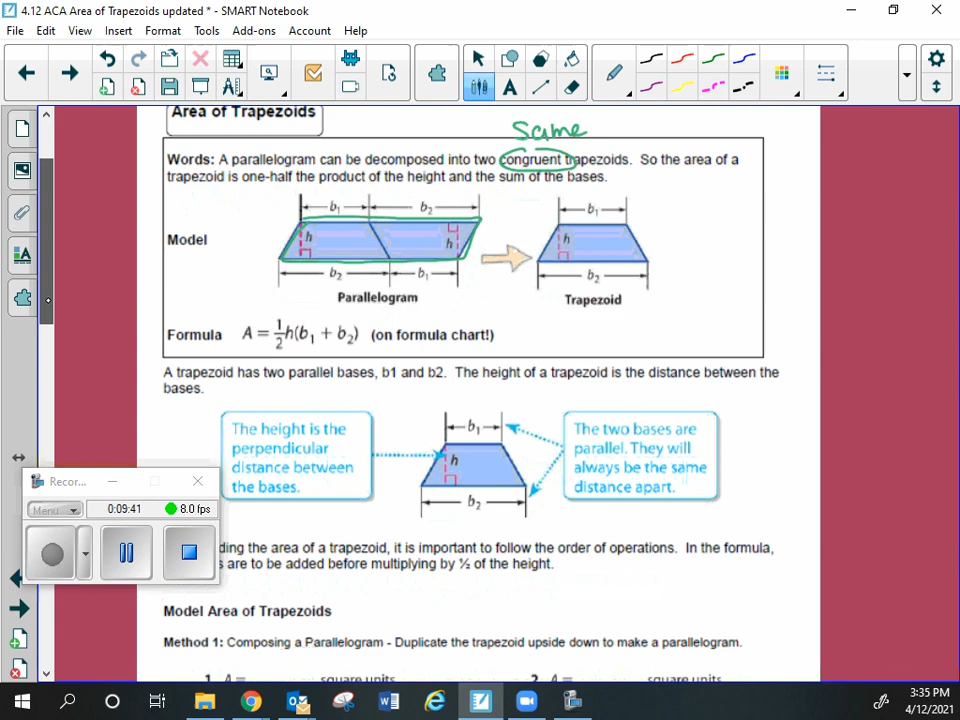 4.12 ACA Area of Trapezoids updated * - SMART Notebook
File Edit View Insert Format Tools Add-ons Account Help
Area of Trapezoids
same
Words: A parallelogram can be decomposed into two congruent trapezoids. So the area of a
trapezoid is one-half the product of the height and the sum of the bases.
b₁ b₂ b₁
Model h h h
b₂ b₁ b₂
Parallelogram Trapezoid
Formula A = ½h(b₁ + b₂) (on formula chart!)
A trapezoid has two parallel bases, b1 and b2. The height of a trapezoid is the distance between the
bases.
The height is the
perpendicular
distance between
the bases.
b₁
h
b₂
The two bases are
parallel. They will
always be the same
distance apart.
Recor...
Menu 0:09:41 8.0 fps
ding the area of a trapezoid, it is important to follow the order of operations. In the formula,
s are to be added before multiplying by ½ of the height.
Model Area of Trapezoids
Method 1: Composing a Parallelogram - Duplicate the trapezoid upside down to make a parallelogram.
1. A= square units 2. A= square units
3:35 PM
4/12/2021